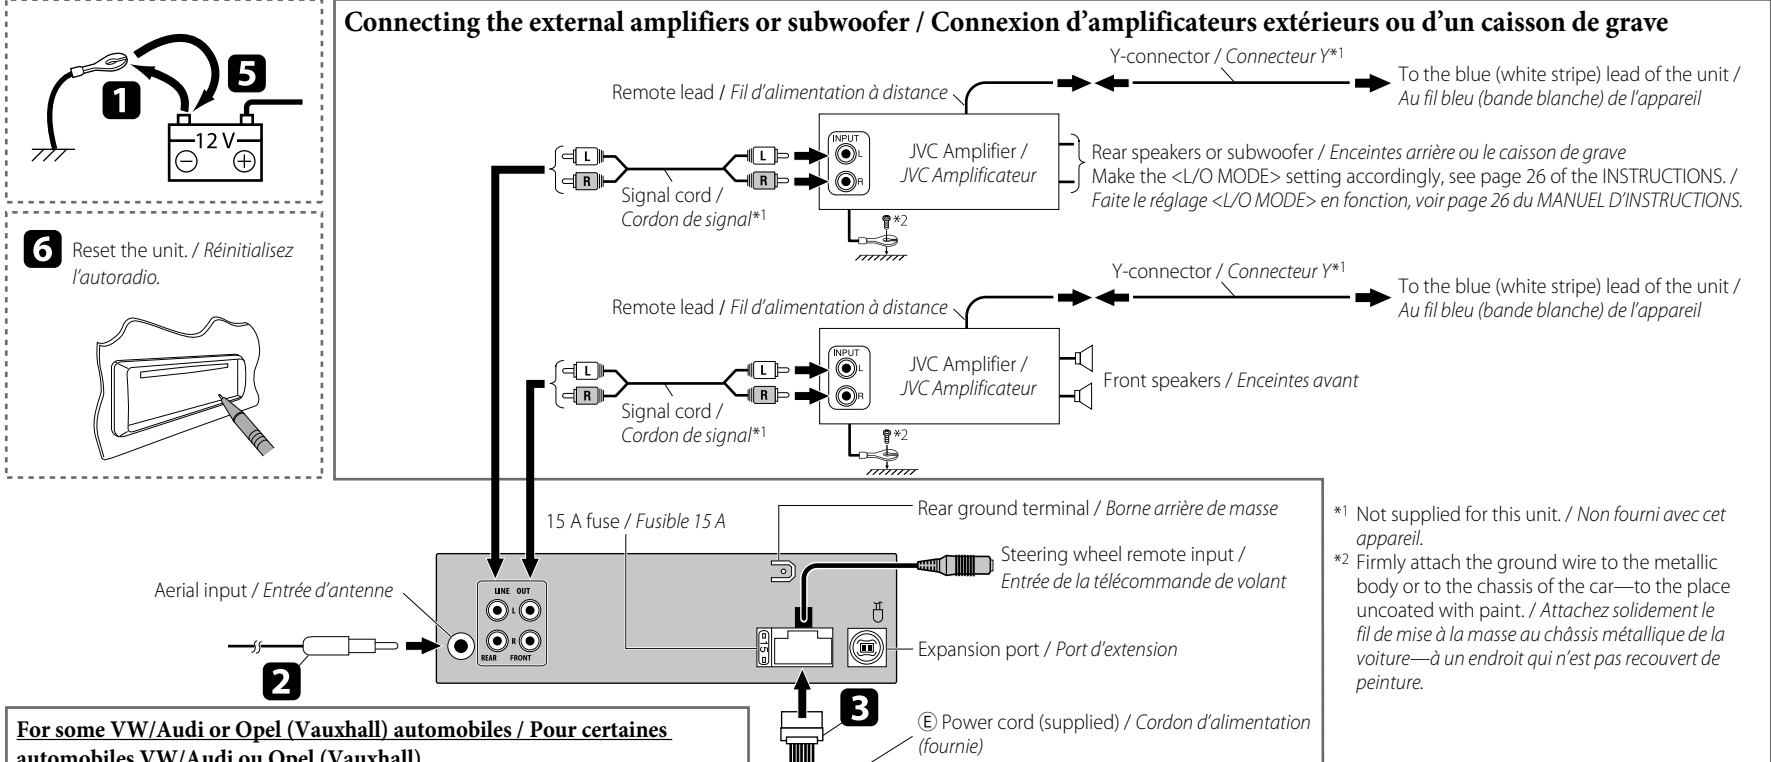 1
5
12 V
6 Reset the unit. / Réinitialisez
l'autoradio.
Connecting the external amplifiers or subwoofer / Connexion d'amplificateurs extérieurs ou d'un caisson de grave
Y-connector / Connecteur Y*1
Remote lead / Fil d'alimentation à distance
To the blue (white stripe) lead of the unit /
Au fil bleu (bande blanche) de l'appareil
L
R
L
R
INPUT
L
R
JVC Amplifier /
JVC Amplificateur
Signal cord /
Cordon de signal*1
*2
Rear speakers or subwoofer / Enceintes arrière ou le caisson de grave
Make the <L/O MODE> setting accordingly, see page 26 of the INSTRUCTIONS. /
Faite le réglage <L/O MODE> en fonction, voir page 26 du MANUEL D'INSTRUCTIONS.
Y-connector / Connecteur Y*1
Remote lead / Fil d'alimentation à distance
To the blue (white stripe) lead of the unit /
Au fil bleu (bande blanche) de l'appareil
L
R
L
R
INPUT
L
R
JVC Amplifier /
JVC Amplificateur
Signal cord /
Cordon de signal*1
*2
Front speakers / Enceintes avant
15 A fuse / Fusible 15 A
Rear ground terminal / Borne arrière de masse
Steering wheel remote input /
Entrée de la télécommande de volant
Aerial input / Entrée d'antenne
LINE OUT
L
R
REAR FRONT
15
Expansion port / Port d'extension
2
3
Ⓔ Power cord (supplied) / Cordon d'alimentation
(fournie)
*1 Not supplied for this unit. / Non fourni avec cet
appareil.
*2 Firmly attach the ground wire to the metallic
body or to the chassis of the car—to the place
uncoated with paint. / Attachez solidement le
fil de mise à la masse au châssis métallique de la
voiture—à un endroit qui n'est pas recouvert de
peinture.
For some VW/Audi or Opel (Vauxhall) automobiles / Pour certaines
automobiles VW/Audi ou Opel (Vauxhall)